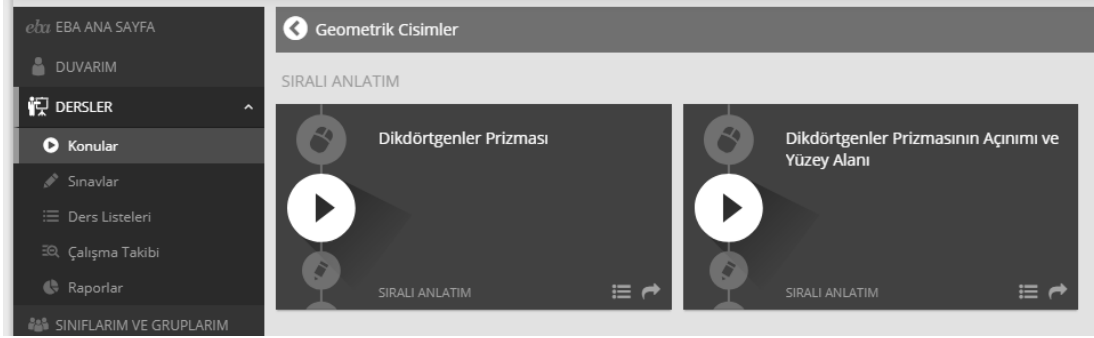 eba EBA ANA SAYFA
DUVARIM
DERSLER
Konular
Sınavlar
Ders Listeleri
Çalışma Takibi
Raporlar
SINIFLARIM VE GRUPLARIM
Geometrik Cisimler
SIRALI ANLATIM
Dikdörtgenler Prizması
SIRALI ANLATIM
Dikdörtgenler Prizmasının Açınımı ve
Yüzey Alanı
SIRALI ANLATIM